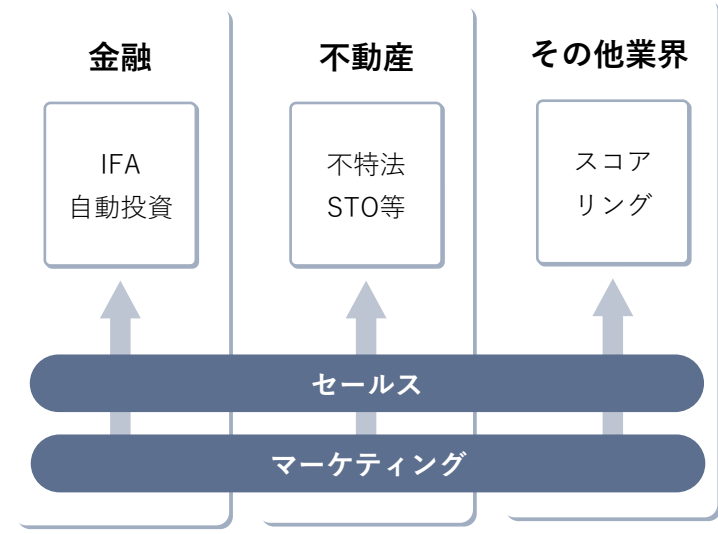 金融
不動産
その他業界
IFA
自動投資
不特法
STO等
スコア
リング
セールス
マーケティング